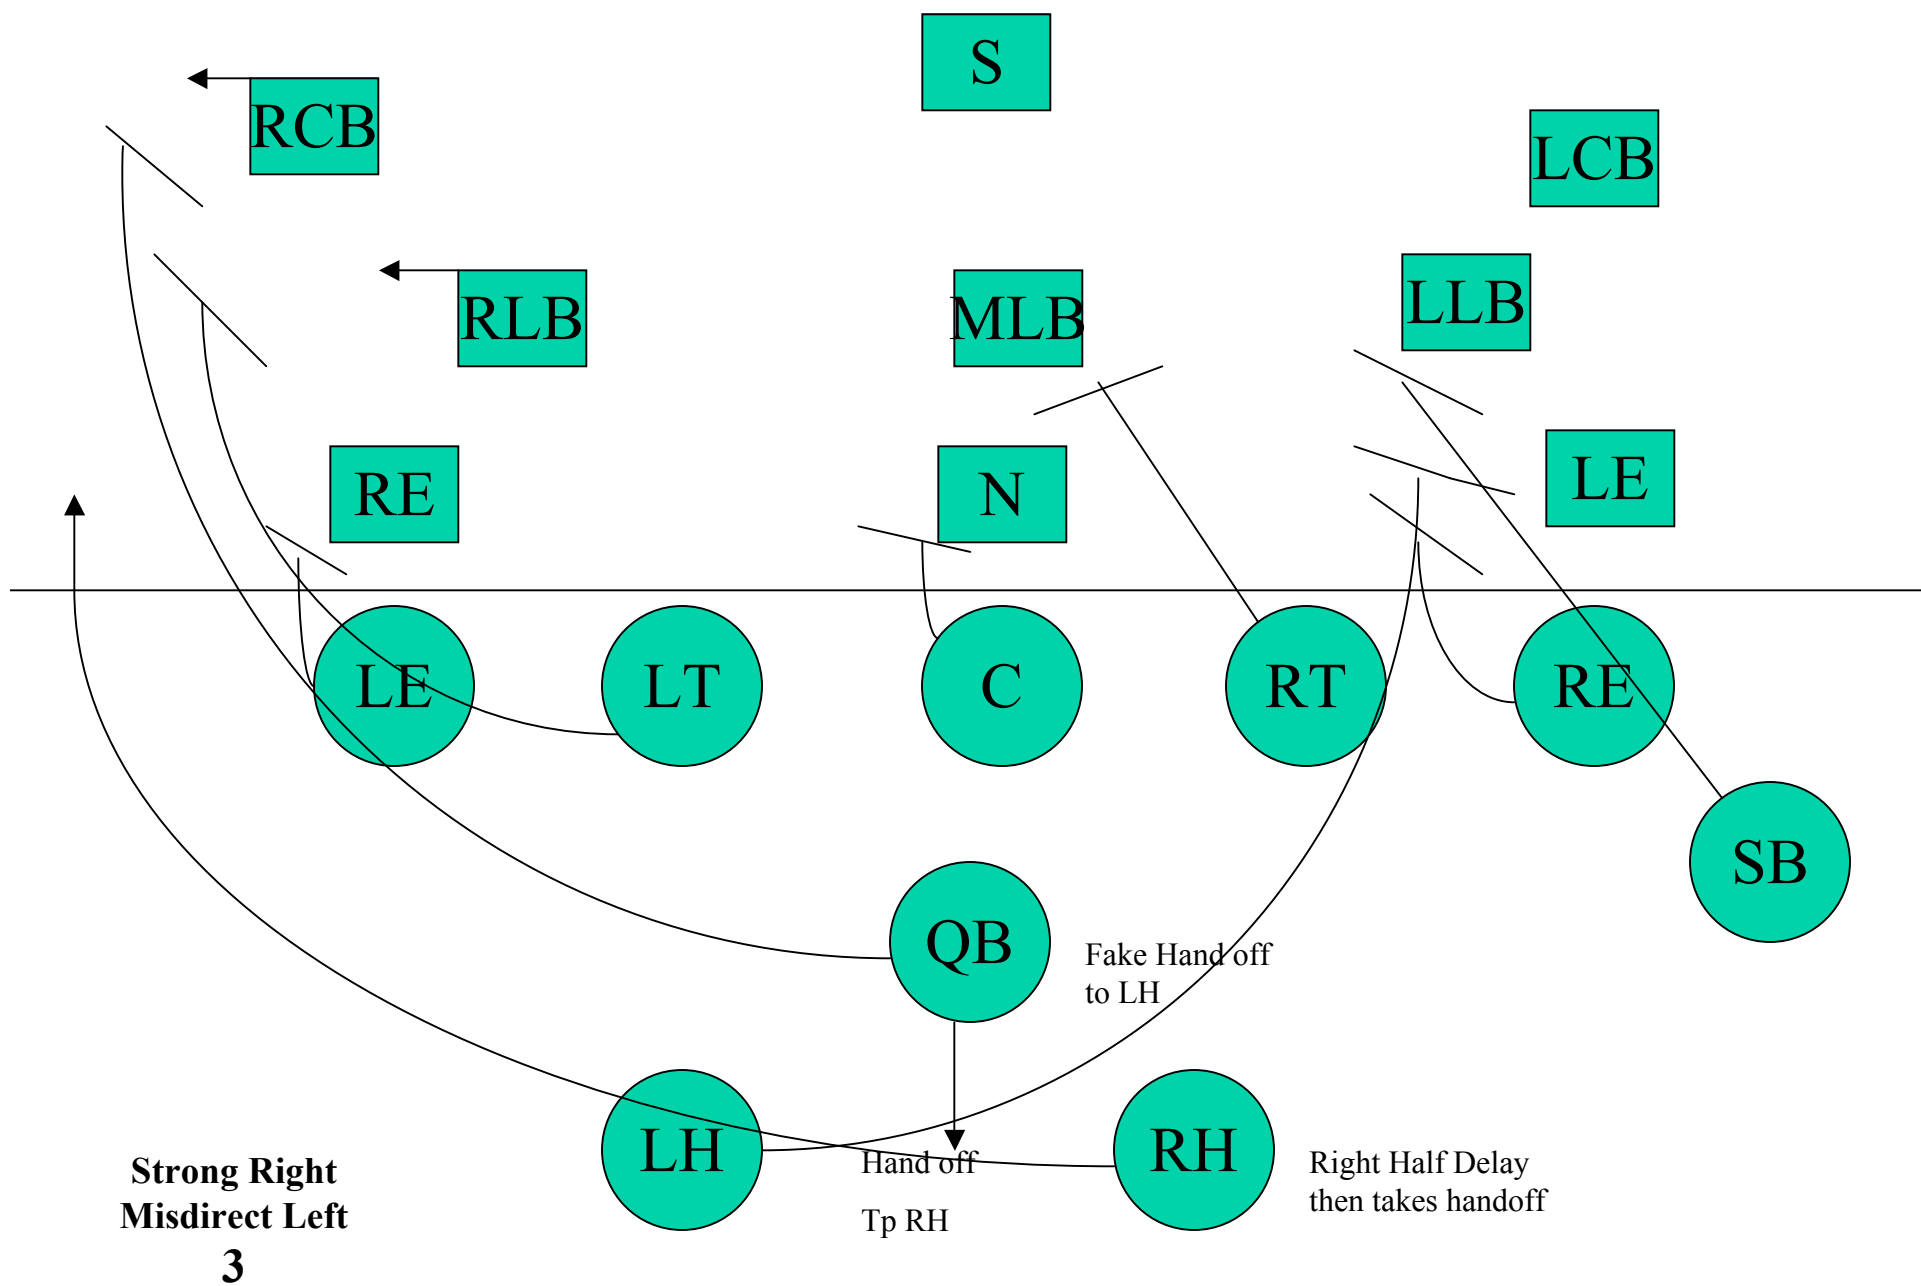 S
RCB
LCB
RLB
MLB
LLB
RE
N
LE
LE
LT
C
RT
RE
SB
QB
Fake Hand off
to LH
LH
Hand off
Tp RH
RH
Right Half Delay
then takes handoff
Strong Right
Misdirect Left
3